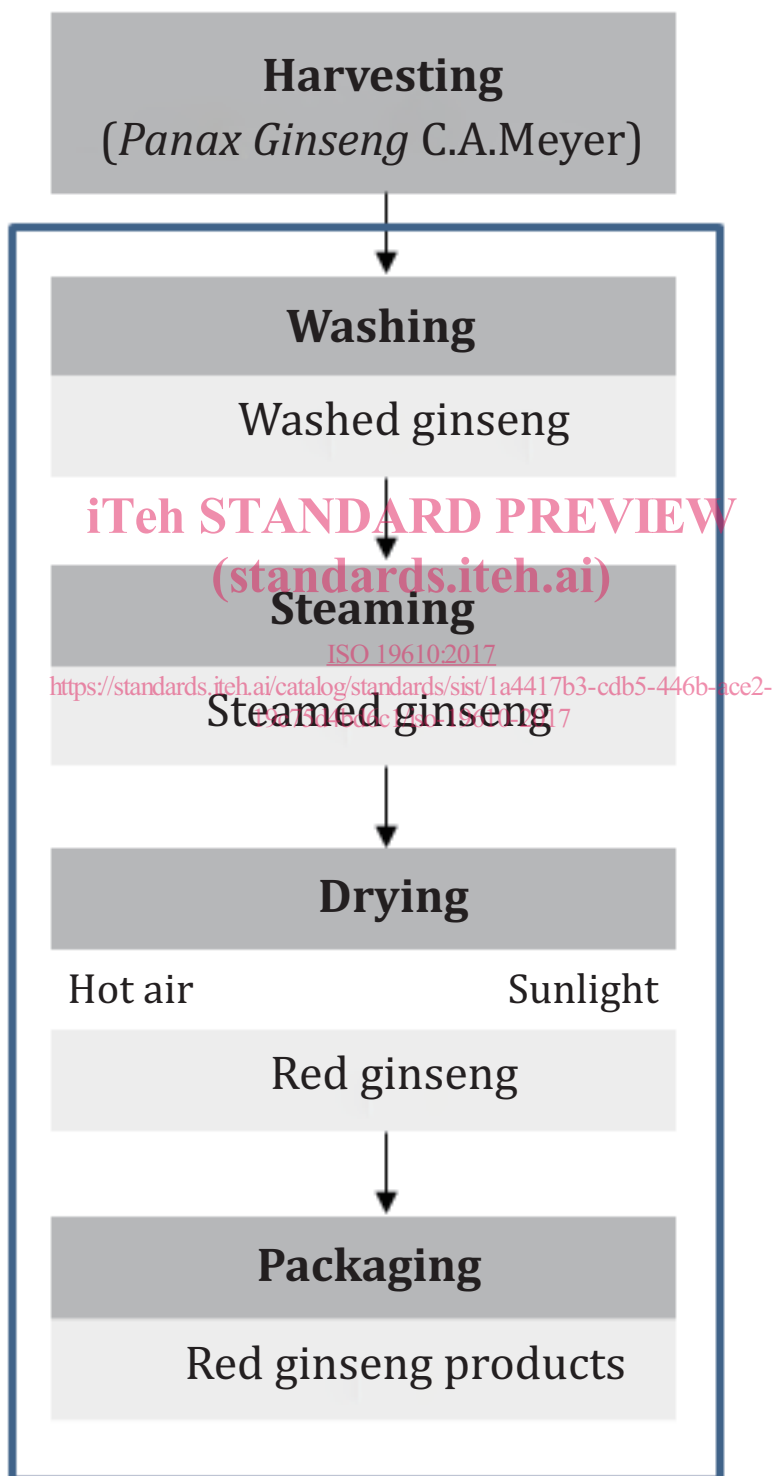 Harvesting
(Panax Ginseng C.A.Meyer)
Washing
Washed ginseng
iTeh STANDARD PREVIEW
(standards.iteh.ai)
Steaming
ISO 19610:2017
https://standards.iteh.ai/catalog/standards/sist/1a4417b3-cdb5-446b-ace2-
Steamed ginseng
Drying
Hot air Sunlight
Red ginseng
Packaging
Red ginseng products